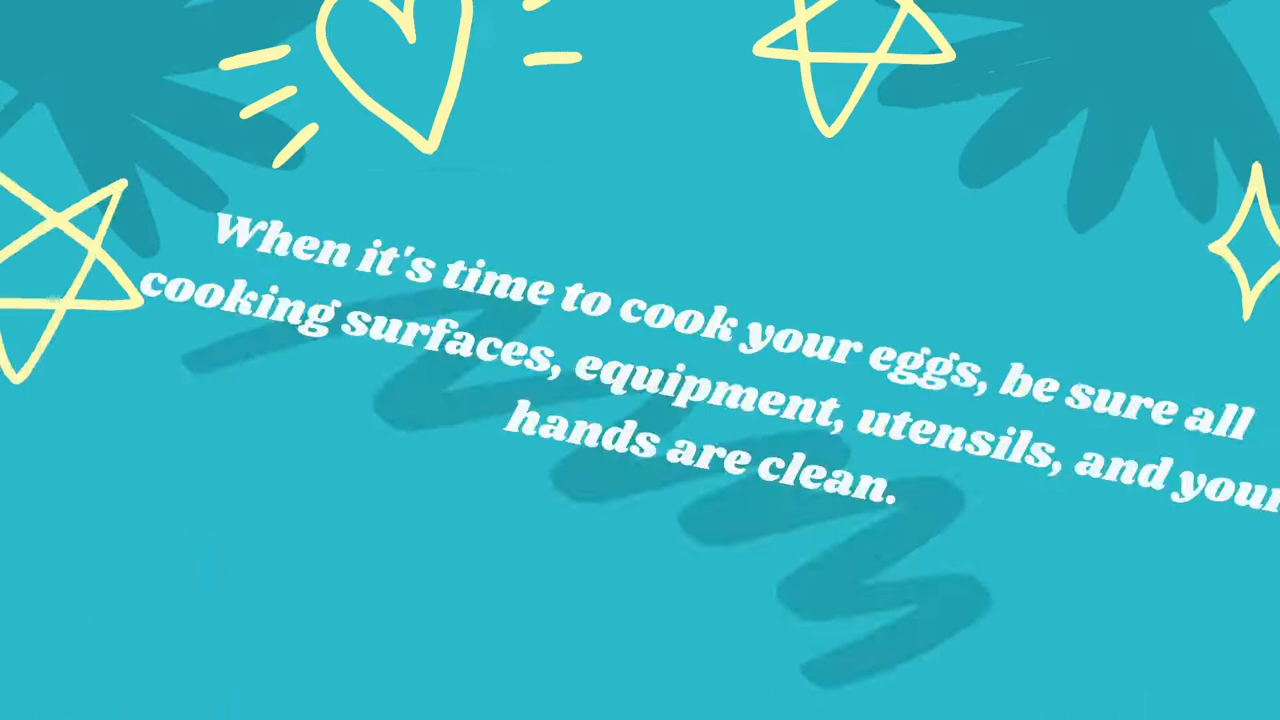 When it's time to cook your eggs, be sure all
cooking surfaces, equipment, utensils, and your
hands are clean.